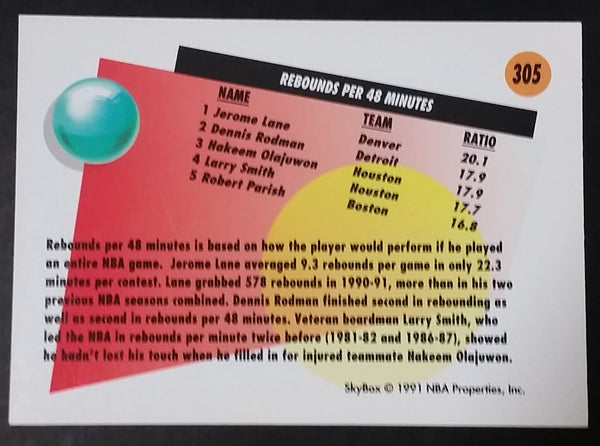 305
REBOUNDS PER 48 MINUTES
NAME TEAM RATIO
1 Jerome Lane Denver 20.1
2 Dennis Rodman Detroit 17.9
3 Hakeem Olajuwon Houston 17.9
4 Larry Smith Houston 17.7
5 Robert Parish Boston 16.8
Rebounds per 48 minutes is based on how the player would perform if he played
an entire NBA game. Jerome Lane averaged 9.3 rebounds per game in only 22.3
minutes per contest. Lane grabbed 578 rebounds in 1990-91, more than in his two
previous NBA seasons combined. Dennis Rodman finished second in rebounding as
well as second in rebounds per 48 minutes. Veteran boardman Larry Smith, who
led the NBA in rebounds per minute twice before (1981-82 and 1986-87), showed
he hadn't lost his touch when he filled in for injured teammate Hakeem Olajuwon.
SkyBox © 1991 NBA Properties, Inc.